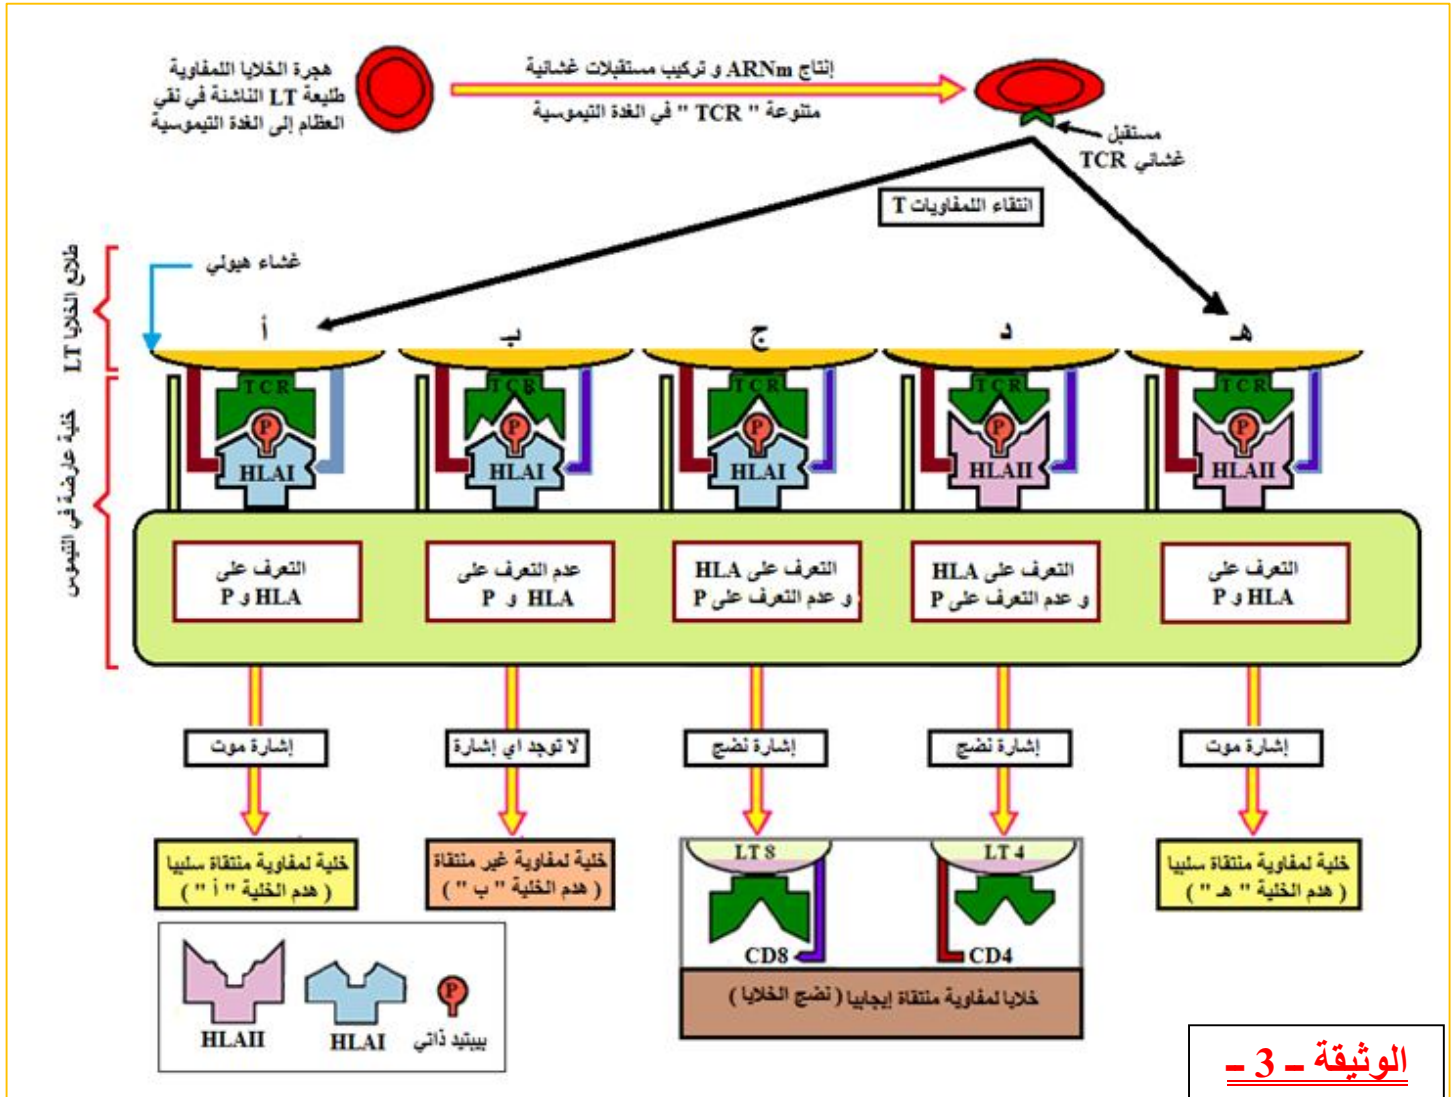 هجرة الخلايا اللمفاوية
طليعة LT الناشئة في نقي
العظام إلى الغدة التيموسية
إنتاج ARNm و تركيب مستقبلات غشائية
متنوعة " TCR " في الغدة التيموسية
مستقبل
غشائي TCR
انتقاء اللمفاويات T
طلائع الخلايا LT
غشاء هيولي
أ
ب
ج
د
هـ
خلية عارضة في التيموس
TCR
TCR
TCR
TCR
TCR
P
P
P
P
P
HLAI
HLAI
HLAI
HLAII
HLAII
التعرف على
HLA و P
عدم التعرف على
HLA و P
التعرف على HLA
و عدم التعرف على P
التعرف على HLA
و عدم التعرف على P
التعرف على
HLA و P
إشارة موت
لا توجد اي إشارة
إشارة نضج
إشارة نضج
إشارة موت
خلية لمفاوية منتقاة سلبيا
( هدم الخلية " أ " )
خلية لمفاوية غير منتقاة
( هدم الخلية " ب " )
LT8
LT4
CD8
CD4
خلايا لمفاوية منتقاة إيجابيا ( نضج الخلايا )
خلية لمفاوية منتقاة سلبيا
( هدم الخلية " هـ " )
P
HLAII
HLAI
بيبتيد ذاتي
الوثيقة ـ 3 ـ